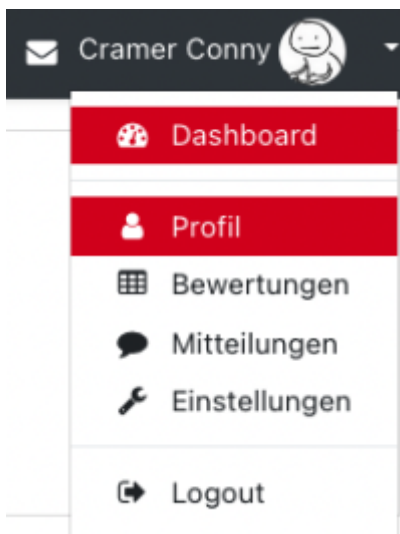 Cramer Conny
Dashboard
Profil
Bewertungen
Mitteilungen
Einstellungen
Logout